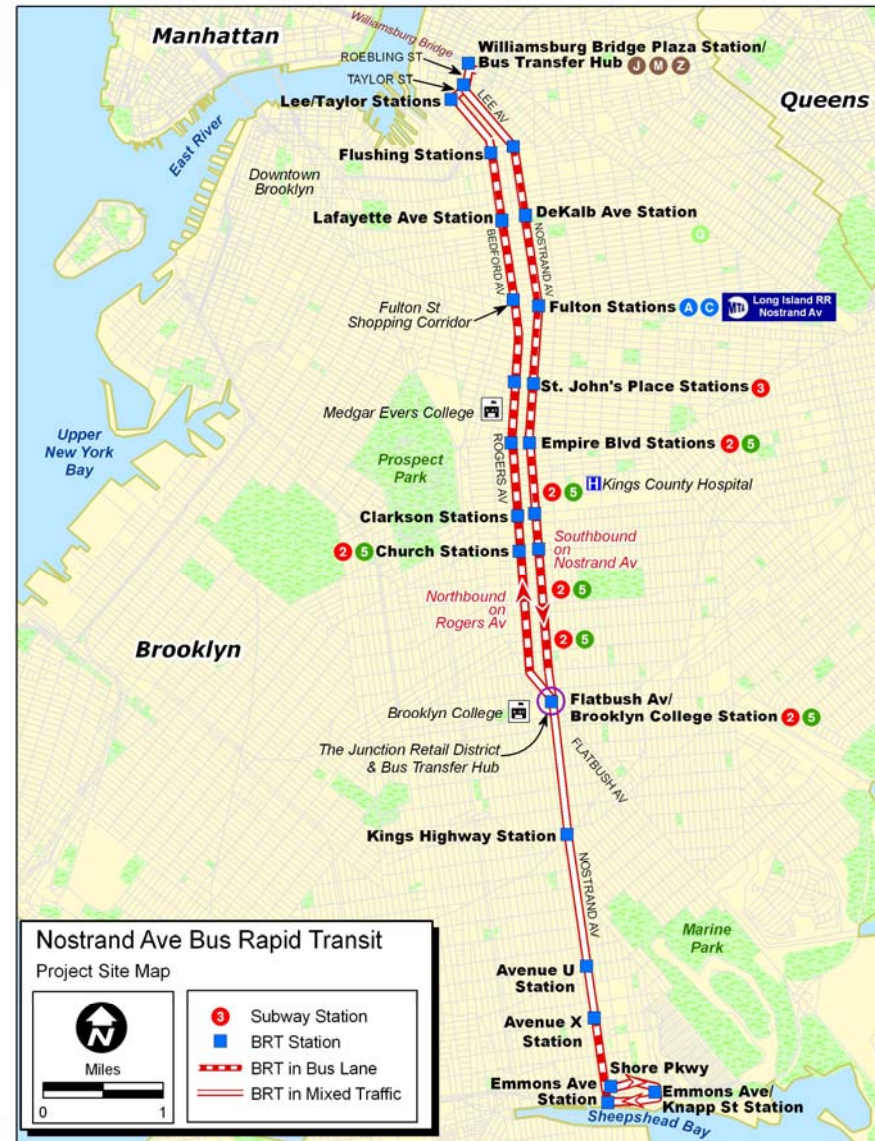 Manhattan
Williamsburg Bridge
ROEBLING ST
Williamsburg Bridge Plaza Station/
Bus Transfer Hub J M Z
TAYLOR ST
Lee/Taylor Stations
LEE AV
Queens
East River
Flushing Stations
Downtown
Brooklyn
Lafayette Ave Station
DeKalb Ave Station
BEDFORD AV
NOSTRAND AV
G
Fulton St
Shopping Corridor
Fulton Stations A C
MTA
Long Island RR
Nostrand Av
St. John's Place Stations 3
Medgar Evers College
Upper
New York
Bay
Prospect
Park
ROGERS AV
Empire Blvd Stations 2 5
2 5 H Kings County Hospital
Clarkson Stations
2 5 Church Stations
Southbound
on
Nostrand Av
2 5
Northbound
on
Rogers Av
2 5
Brooklyn
Flatbush Av/
Brooklyn College Station 2 5
Brooklyn College
The Junction Retail District
& Bus Transfer Hub
FLATBUSH AV
Kings Highway Station
NOSTRAND AV
Marine
Park
Avenue U
Station
Avenue X
Station
Shore Pkwy
Emmons Ave
Station
Emmons Ave/
Knapp St Station
Sheepshead Bay
Nostrand Ave Bus Rapid Transit
Project Site Map
N
Miles
0 1
3 Subway Station
BRT Station
BRT in Bus Lane
BRT in Mixed Traffic